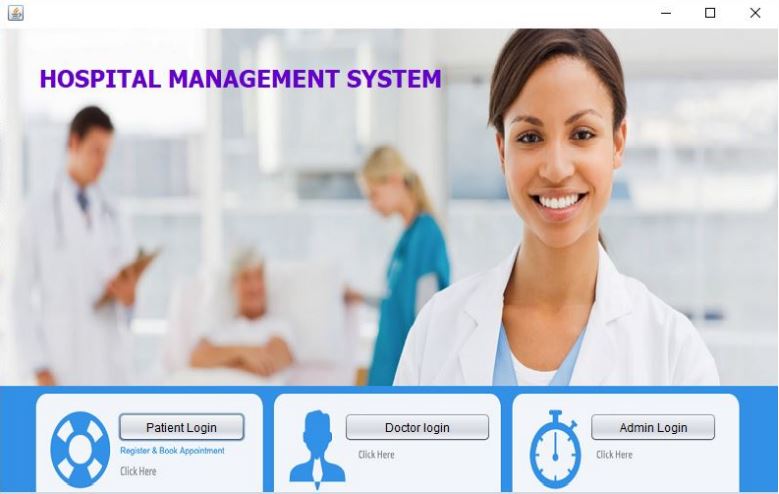 HOSPITAL MANAGEMENT SYSTEM
Patient Login
Register & Book Appointment
Click Here
Doctor login
Click Here
Admin Login
Click Here